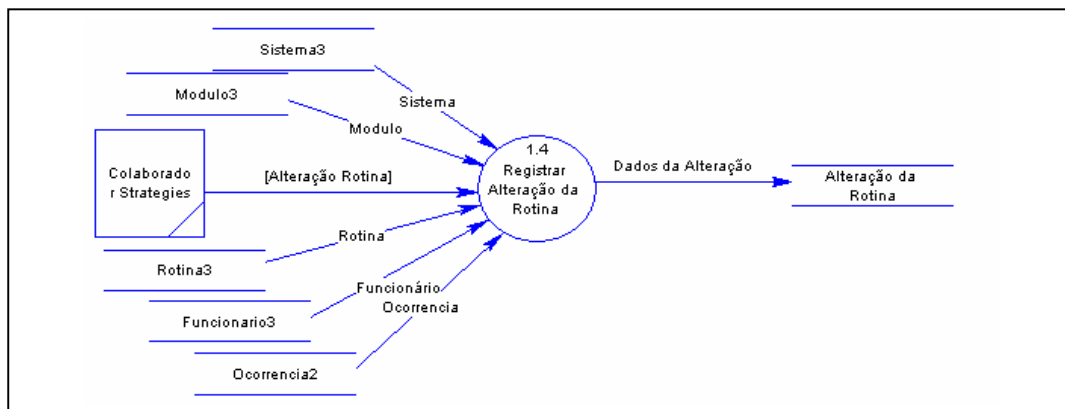 Sistema3
Modulo3
Sistema
Modulo
Colaborado
r Strategies
[Alteração Rotina]
1.4
Registrar
Alteração da
Rotina
Dados da Alteração
Alteração da
Rotina
Rotina
Rotina3
Funcionário
Ocorrencia
Funcionario3
Ocorrencia2